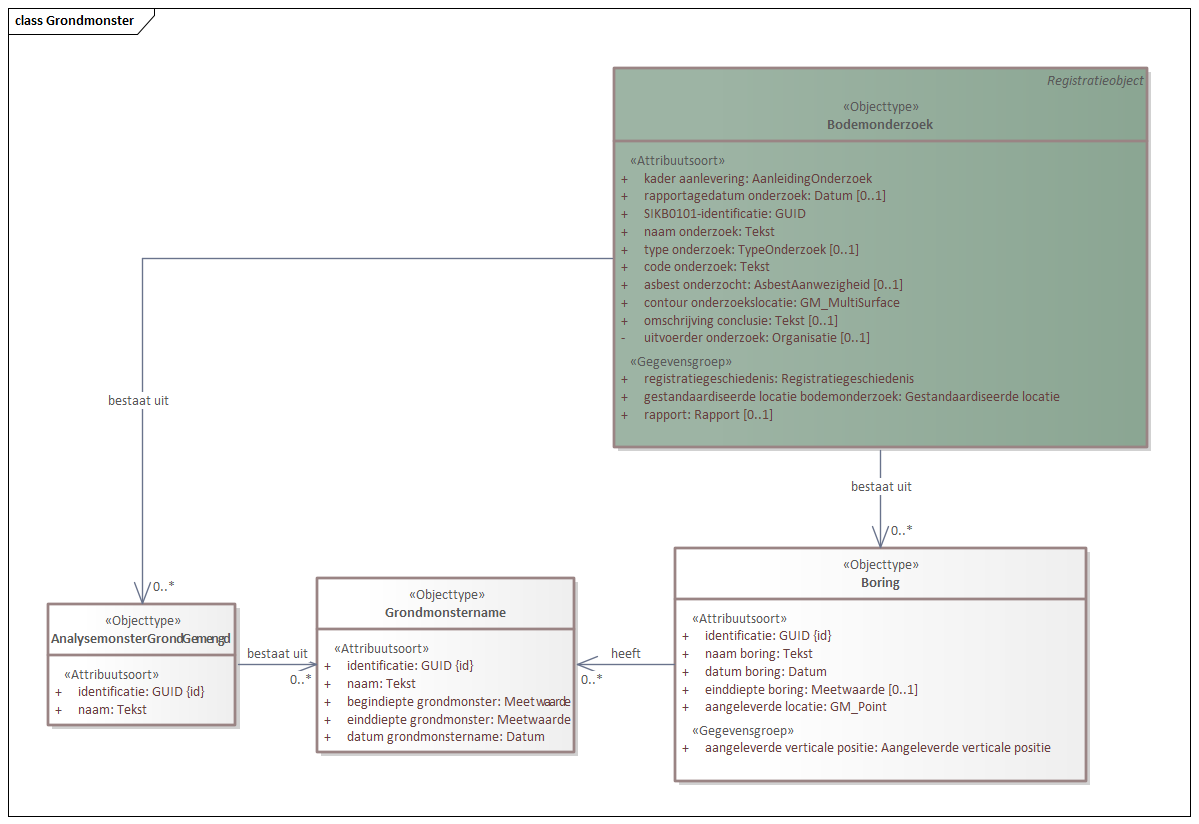 class Grondmonster
Registratieobject
«Objecttype»
Bodemonderzoek
«Attribuutsoort»
+ kader aanlevering: AanleidingOnderzoek
+ rapportagedatum onderzoek: Datum [0..1]
+ SIKB0101-identificatie: GUID
+ naam onderzoek: Tekst
+ type onderzoek: TypeOnderzoek [0..1]
+ code onderzoek: Tekst
+ asbest onderzocht: AsbestAanwezigheid [0..1]
+ contour onderzoekslocatie: GM_MultiSurface
+ omschrijving conclusie: Tekst [0..1]
- uitvoerder onderzoek: Organisatie [0..1]
«Gegevensgroep»
+ registratiegeschiedenis: Registratiegeschiedenis
+ gestandaardiseerde locatie bodemonderzoek: Gestandaardiseerde locatie
+ rapport: Rapport [0..1]
bestaat uit
0..*
bestaat uit
0..*
«Objecttype»
AnalysemonsterGrondGemengd
«Attribuutsoort»
+ identificatie: GUID {id}
+ naam: Tekst
bestaat uit
0..*
«Objecttype»
Grondmonstername
«Attribuutsoort»
+ identificatie: GUID {id}
+ naam: Tekst
+ begindiepte grondmonster: Meetwaarde
+ einddiepte grondmonster: Meetwaarde
+ datum grondmonstername: Datum
heeft
0..*
«Objecttype»
Boring
«Attribuutsoort»
+ identificatie: GUID {id}
+ naam boring: Tekst
+ datum boring: Datum
+ einddiepte boring: Meetwaarde [0..1]
+ aangeleverde locatie: GM_Point
«Gegevensgroep»
+ aangeleverde verticale positie: Aangeleverde verticale positie